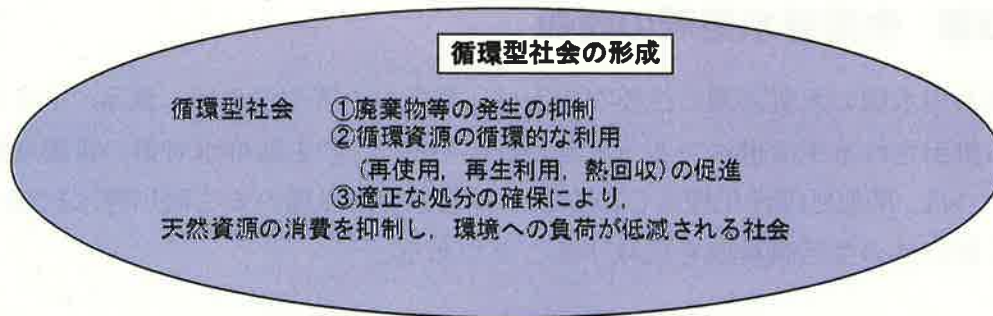 循環型社会の形成
循環型社会 ①廃棄物等の発生の抑制
②循環資源の循環的な利用
(再使用，再生利用，熱回収)の促進
③適正な処分の確保により，
天然資源の消費を抑制し，環境への負荷が低減される社会